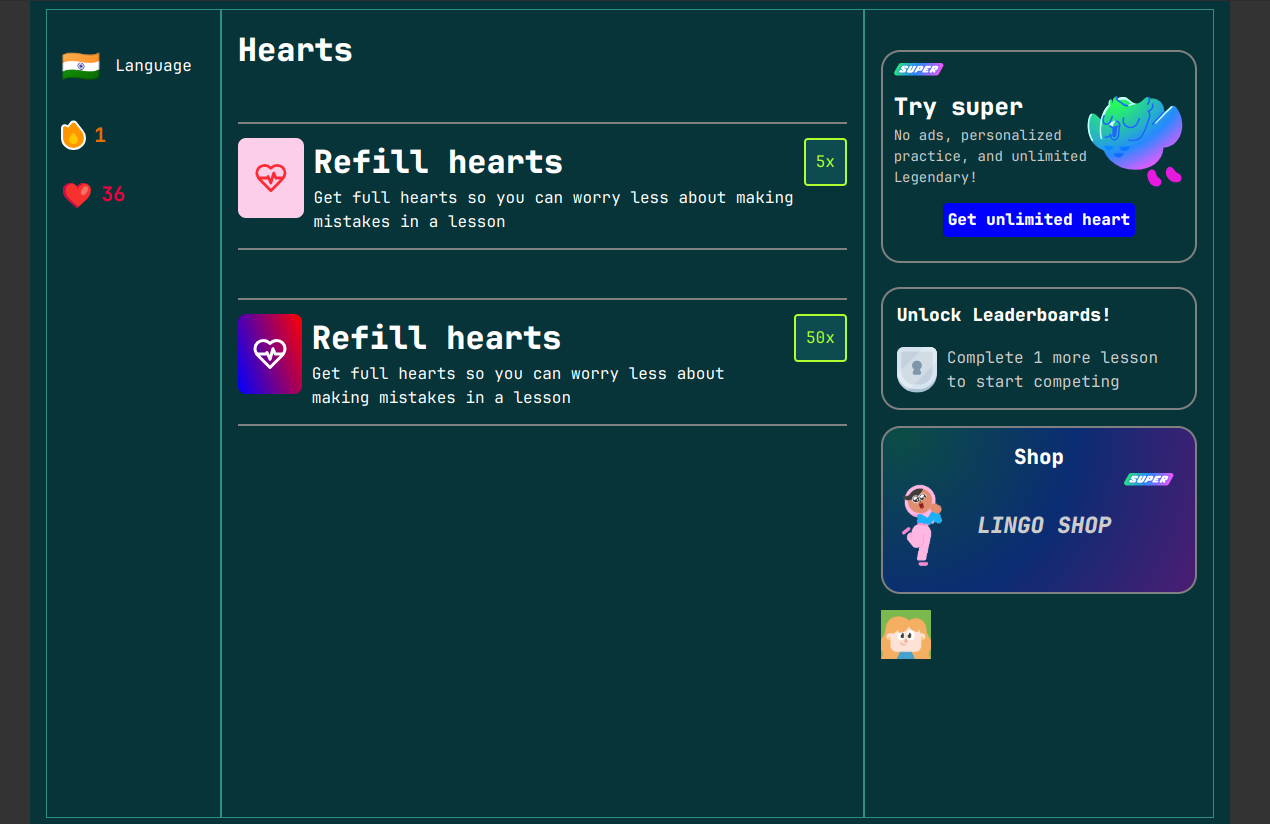 Language
1
36
Hearts
Refill hearts
5x
Get full hearts so you can worry less about making
mistakes in a lesson
Refill hearts
50x
Get full hearts so you can worry less about
making mistakes in a lesson
SUPER
Try super
No ads, personalized
practice, and unlimited
Legendary!
Get unlimited heart
Unlock Leaderboards!
Complete 1 more lesson
to start competing
Shop
SUPER
LINGO SHOP